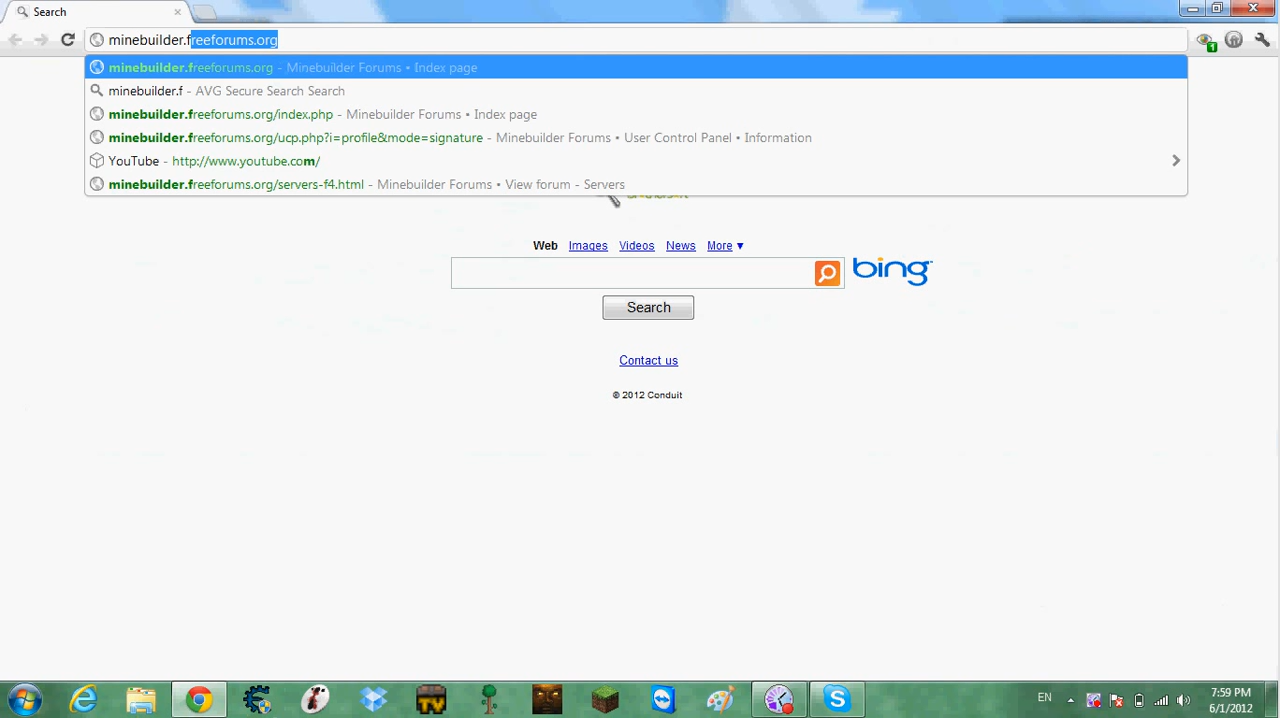 Search
minebuilder.freeforums.org
minebuilder.freeforums.org - Minebuilder Forums • Index page
minebuilder.f - AVG Secure Search Search
minebuilder.freeforums.org/index.php - Minebuilder Forums • Index page
minebuilder.freeforums.org/ucp.php?i=profile&mode=signature - Minebuilder Forums • User Control Panel • Information
YouTube - http://www.youtube.com/
minebuilder.freeforums.org/servers-f4.html - Minebuilder Forums • View forum - Servers
Web Images Videos News More ▼
bing
Search
Contact us
© 2012 Conduit
1
TV
EN
7:59 PM
6/1/2012